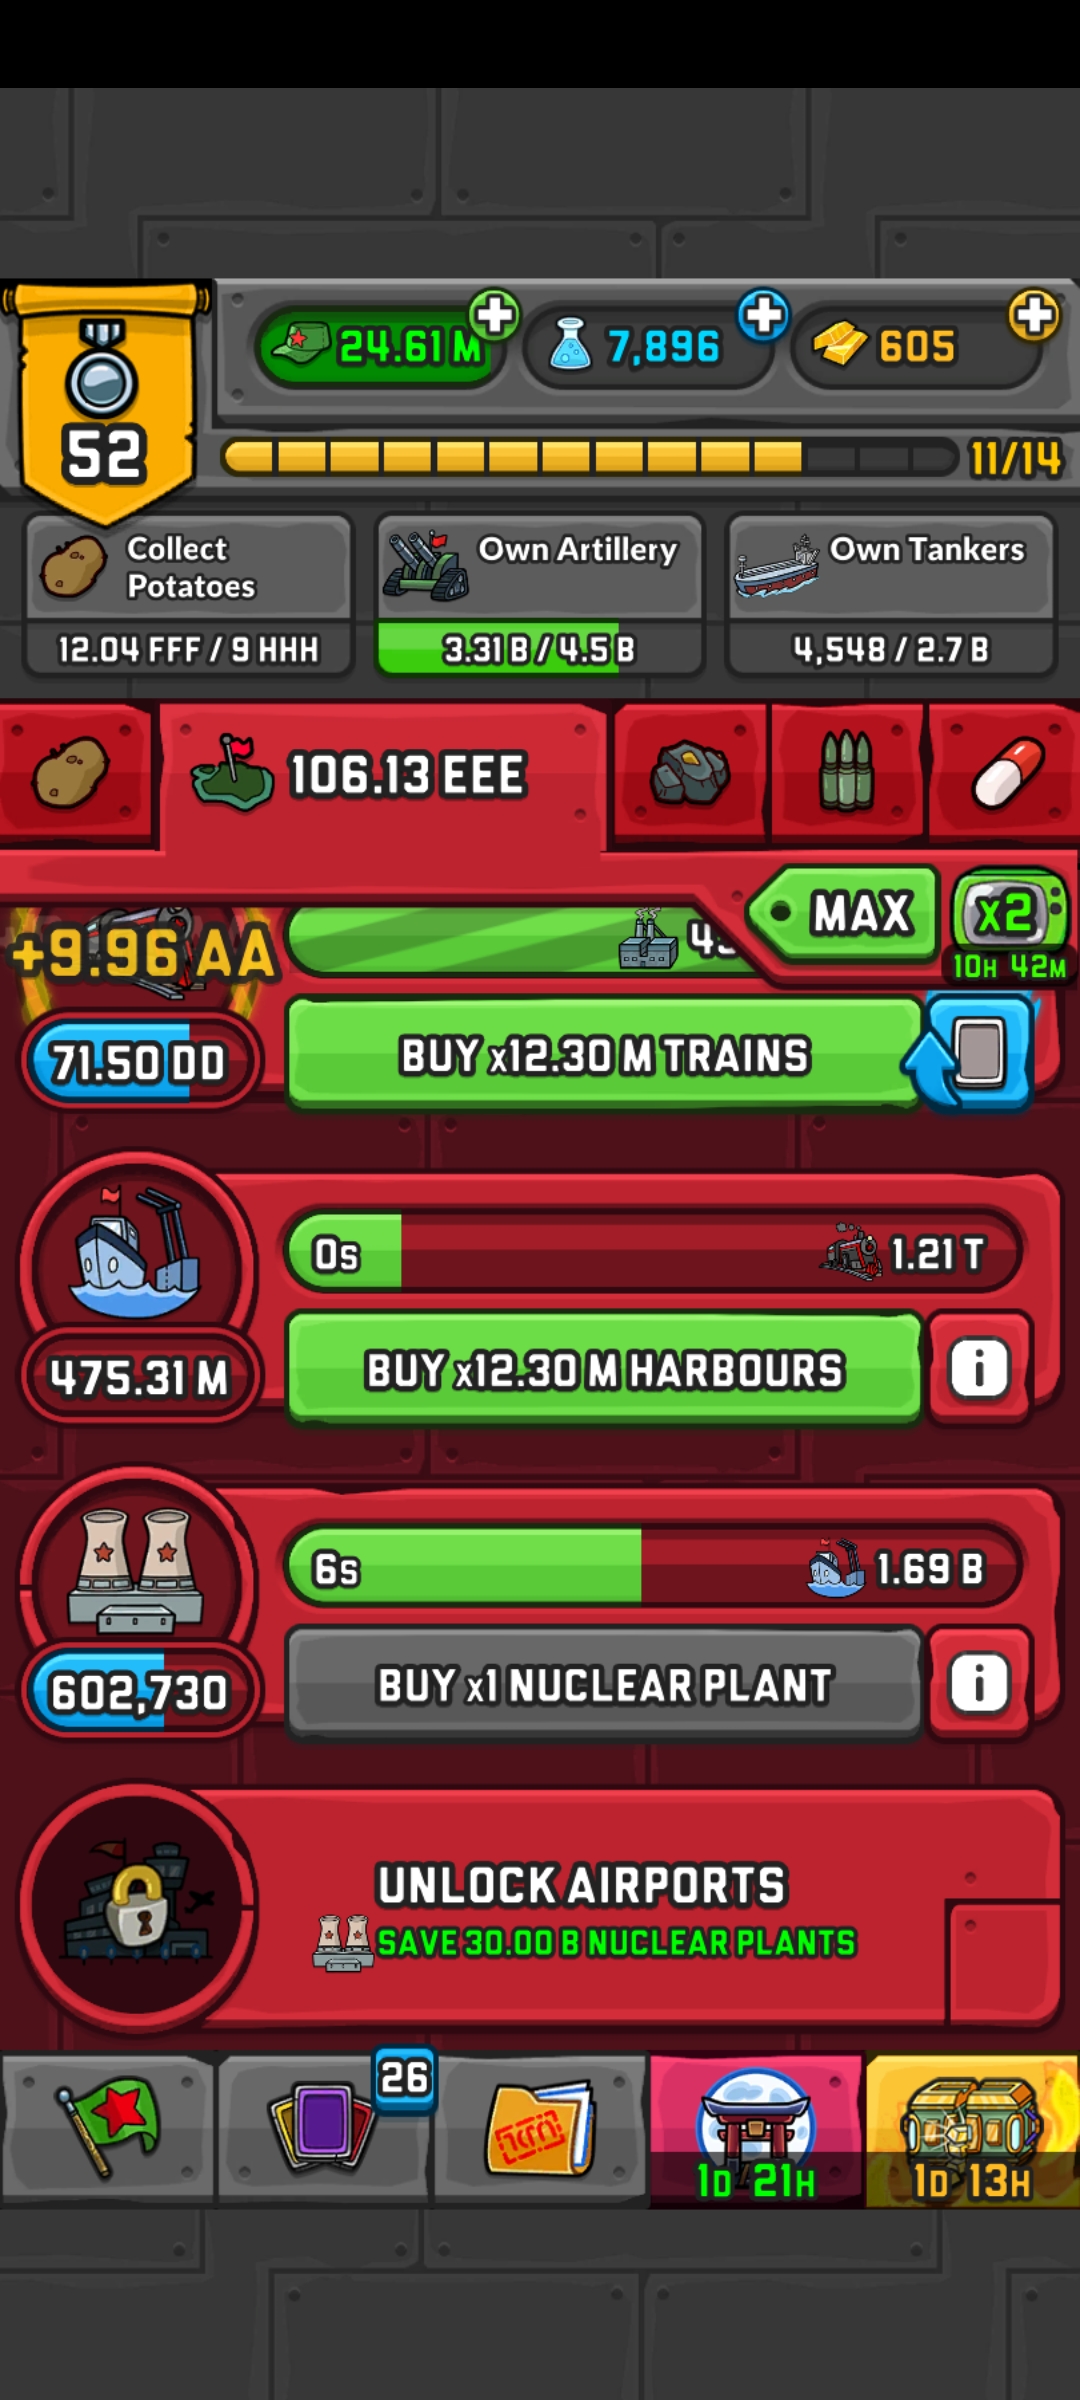 24.61 M
7,896
605
52
11/14
Collect
Potatoes
12.04 FFF / 9 HHH
Own Artillery
3.31 B / 4.5 B
Own Tankers
4,548 / 2.7 B
106.13 EEE
MAX
x2
10H 42M
+9.96 AA
71.50 DD
BUY x12.30 M TRAINS
0s
1.21 T
475.31 M
BUY x12.30 M HARBOURS
i
6s
1.69 B
602,730
BUY x1 NUCLEAR PLANT
i
UNLOCK AIRPORTS
SAVE 30.00 B NUCLEAR PLANTS
26
1D 21H
1D 13H